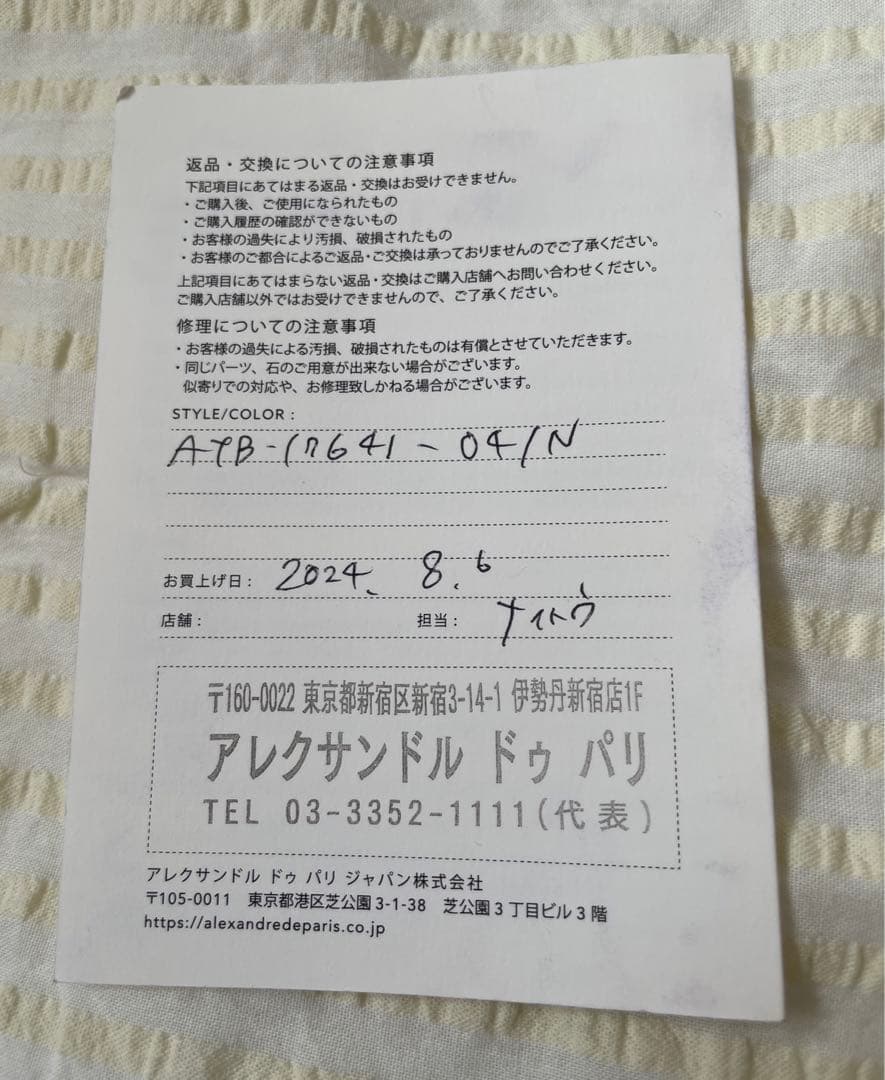 返品・交換についての注意事項
下記項目にあてはまる返品・交換はお受けできません。
・ご購入後、ご使用になられたもの
・ご購入履歴の確認ができないもの
・お客様の過失により汚損、破損されたもの
・お客様のご都合によるご返品・ご交換は承っておりませんのでご了承ください。
上記項目にあてはまらない返品・交換はご購入店舗へお問い合わせください。
ご購入店舗以外ではお受けできませんので、ご了承ください。
修理についての注意事項
・お客様の過失による汚損、破損されたものは有償とさせていただきます。
・同じパーツ、石のご用意が出来ない場合がございます。
似寄りでの対応や、お修理致しかねる場合がございます。
STYLE/COLOR :
-17641-04/N
お買上げ日 : 2024. 8. 6
店舗 : 担当 : ナイトウ
〒160-0022 東京都新宿区新宿3-14-1 伊勢丹新宿店1F
アレクサンドル ドゥ パリ
TEL 03-3352-1111(代表)
アレクサンドル ドゥ パリ ジャパン株式会社
〒105-0011 東京都港区芝公園3-1-38 芝公園3丁目ビル3階
https://alexandredeparis.co.jp